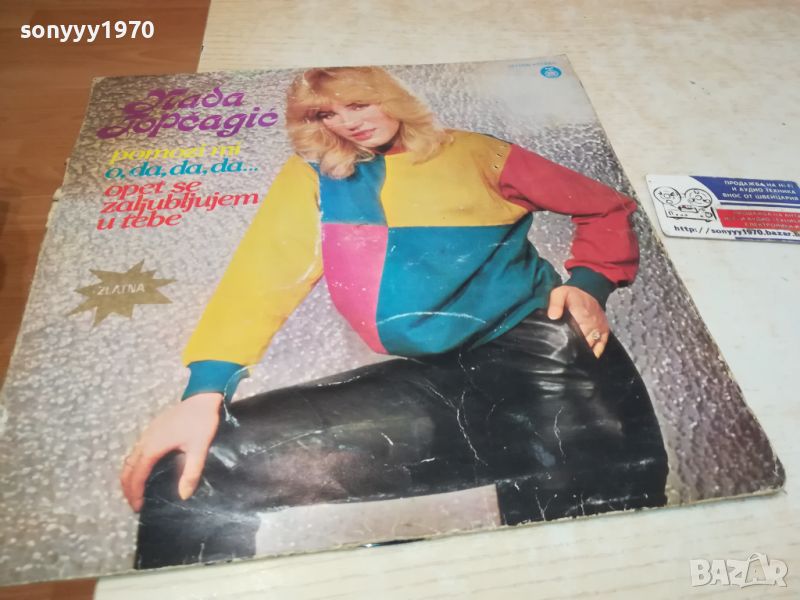 sonyyy1970
Nada
Topčagić
pomozi mi
o, da, da, da...
opet se
zaljubljujem
u tebe
ZLATNA
ПРОДАЖБА НА HI-FI
И АУДИО ТЕХНИКА
ВНОС ОТ ШВЕЙЦАРИЯ
http://sonyyy1970.bazar.b
BAZAR